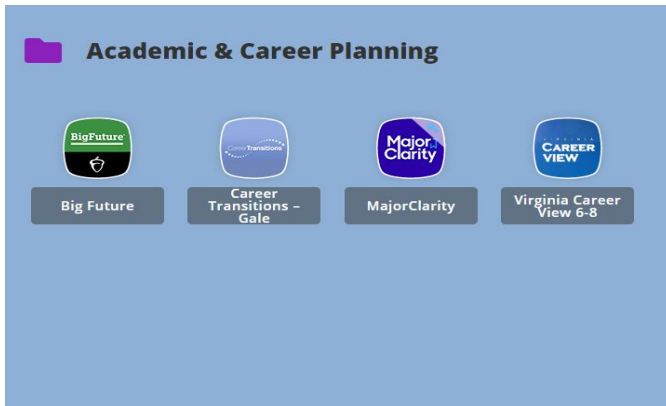 Academic & Career Planning
BigFuture
CareerTransitions
Major
Clarity
VIRGINIA
CAREER
VIEW
Big Future
Career
Transitions –
Gale
MajorClarity
Virginia Career
View 6-8